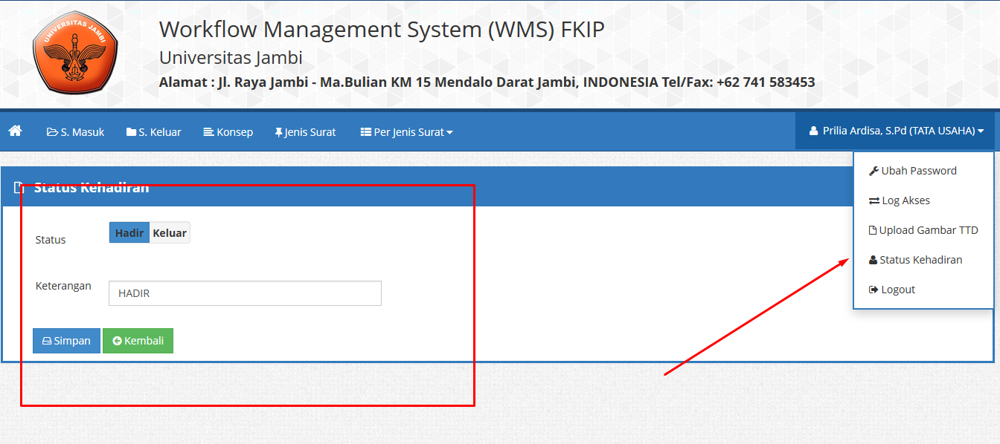 UNIVERSITAS JAMBI
Workflow Management System (WMS) FKIP
Universitas Jambi
Alamat : Jl. Raya Jambi - Ma.Bulian KM 15 Mendalo Darat Jambi, INDONESIA Tel/Fax: +62 741 583453
S. Masuk S. Keluar Konsep Jenis Surat Per Jenis Surat Prilia Ardisa, S.Pd (TATA USAHA)
Ubah Password
Log Akses
Upload Gambar TTD
Status Kehadiran
Logout
Status Kehadiran
Status Hadir Keluar
Keterangan HADIR
Simpan Kembali